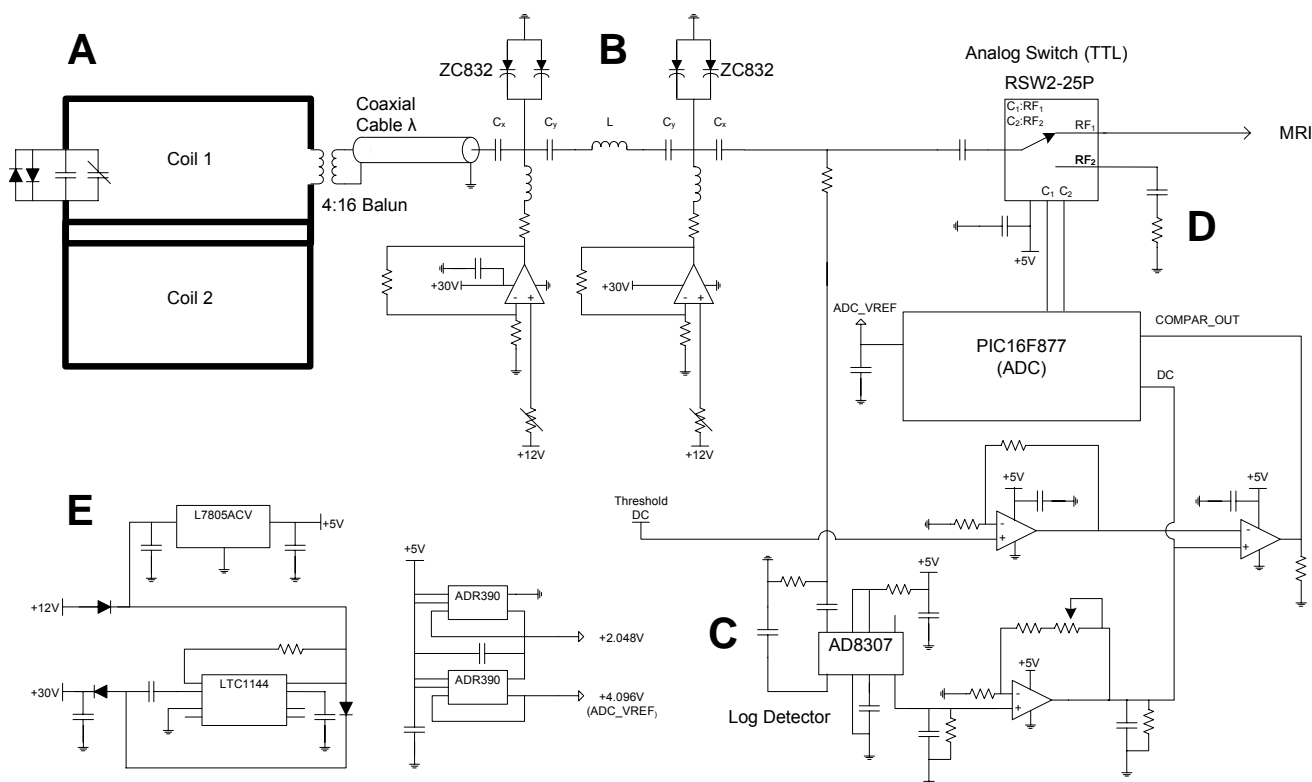 A
B
ZC832
ZC832
Analog Switch (TTL)
RSW2-25P
C1:RF1
C2:RF2
RF1
RF2
C1 C2
MRI
Coaxial
Cable λ
Cx
Cy
L
Cy
Cx
Coil 1
4:16 Balun
Coil 2
D
+5V
+30V
- +
+30V
- +
+12V
+12V
ADC_VREF
PIC16F877
(ADC)
COMPAR_OUT
DC
E
L7805ACV
+5V
+12V
+30V
LTC1144
+5V
ADR390
+2.048V
ADR390
+4.096V
(ADC_VREF)
Threshold
DC
+5V
-
+
+5V
-
+
C
+5V
AD8307
Log Detector
+5V
-
+